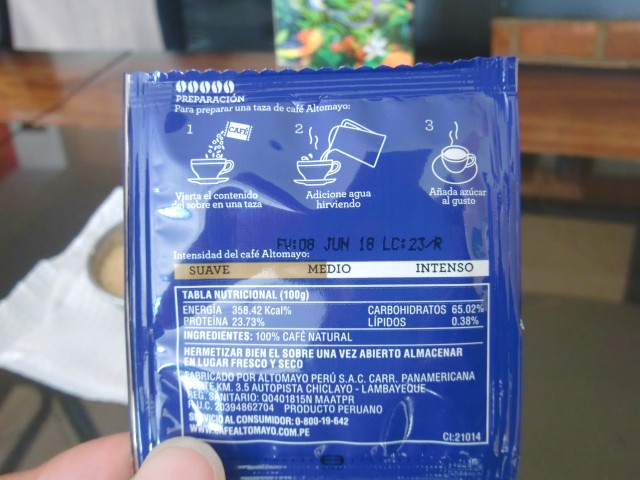 PREPARACIÓN
Para preparar una taza de café Altomayo:
1 2 3
CAFÉ
Vierta el contenido
del sobre en una taza
Adicione agua
hirviendo
Añada azúcar
al gusto
FV:08 JUN 18 LC:23/R
Intensidad del café Altomayo:
SUAVE MEDIO INTENSO
TABLA NUTRICIONAL (100g)
ENERGÍA 358.42 Kcal% CARBOHIDRATOS 65.02%
PROTEÍNA 23.73% LÍPIDOS 0.38%
INGREDIENTES: 100% CAFÉ NATURAL
HERMETIZAR BIEN EL SOBRE UNA VEZ ABIERTO ALMACENAR
EN LUGAR FRESCO Y SECO
FABRICADO POR ALTOMAYO PERÚ S.A.C. CARR. PANAMERICANA
NORTE KM. 3.5 AUTOPISTA CHICLAYO - LAMBAYEQUE
REG. SANITARIO: Q0401815N MAATPR
R.U.C. 20394862704 PRODUCTO PERUANO
SERVICIO AL CONSUMIDOR: 0-800-19-642
WWW.CAFEALTOMAYO.COM.PE
CI:21014